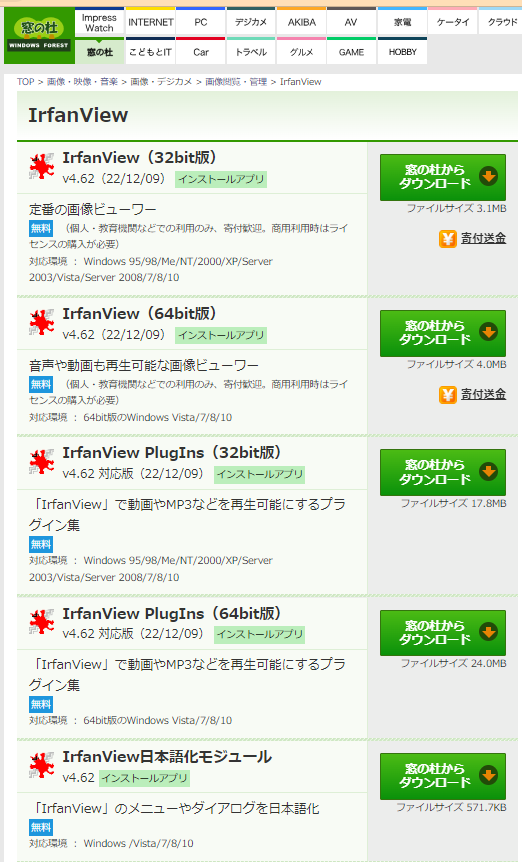 窓の杜
WINDOWS FOREST
Impress Watch
INTERNET
PC
デジカメ
AKIBA
AV
家電
ケータイ
クラウド
窓の杜
こどもとIT
Car
トラベル
グルメ
GAME
HOBBY
TOP > 画像・映像・音楽 > 画像・デジカメ > 画像閲覧・管理 > IrfanView
IrfanView
IrfanView（32bit版）
v4.62（22/12/09） インストールアプリ
窓の杜から
ダウンロード
ファイルサイズ 3.1MB
寄付送金
定番の画像ビューワー
無料 （個人・教育機関などでの利用のみ、寄付歓迎。商用利用時はライ
センスの購入が必要）
対応環境 ： Windows 95/98/Me/NT/2000/XP/Server
2003/Vista/Server 2008/7/8/10
IrfanView（64bit版）
v4.62（22/12/09） インストールアプリ
窓の杜から
ダウンロード
ファイルサイズ 4.0MB
寄付送金
音声や動画も再生可能な画像ビューワー
無料 （個人・教育機関などでの利用のみ、寄付歓迎。商用利用時はライ
センスの購入が必要）
対応環境 ： 64bit版のWindows Vista/7/8/10
IrfanView PlugIns（32bit版）
v4.62 対応版（22/12/09） インストールアプリ
窓の杜から
ダウンロード
ファイルサイズ 17.8MB
「IrfanView」で動画やMP3などを再生可能にするプラ
グイン集
無料
対応環境 ： Windows 95/98/Me/NT/2000/XP/Server
2003/Vista/Server 2008/7/8/10
IrfanView PlugIns（64bit版）
v4.62 対応版（22/12/09） インストールアプリ
窓の杜から
ダウンロード
ファイルサイズ 24.0MB
「IrfanView」で動画やMP3などを再生可能にするプラ
グイン集
無料
対応環境 ： 64bit版のWindows Vista/7/8/10
IrfanView日本語化モジュール
v4.62 インストールアプリ
窓の杜から
ダウンロード
ファイルサイズ 571.7KB
「IrfanView」のメニューやダイアログを日本語化
無料
対応環境 ： Windows /Vista/7/8/10